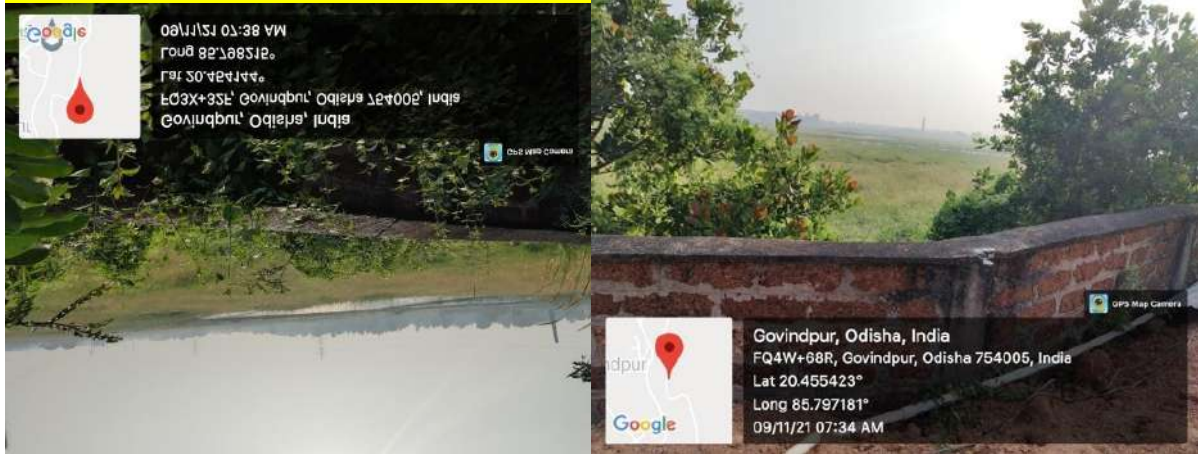 Google
Govindpur, Odisha, India
FQ3X+32F, Govindpur, Odisha 754005, India
Lat 20.454144°
Long 85.798215°
09/11/21 07:38 AM
GPS Map Camera
GPS Map Camera
ndpur
Google
Govindpur, Odisha, India
FQ4W+68R, Govindpur, Odisha 754005, India
Lat 20.455423°
Long 85.797181°
09/11/21 07:34 AM